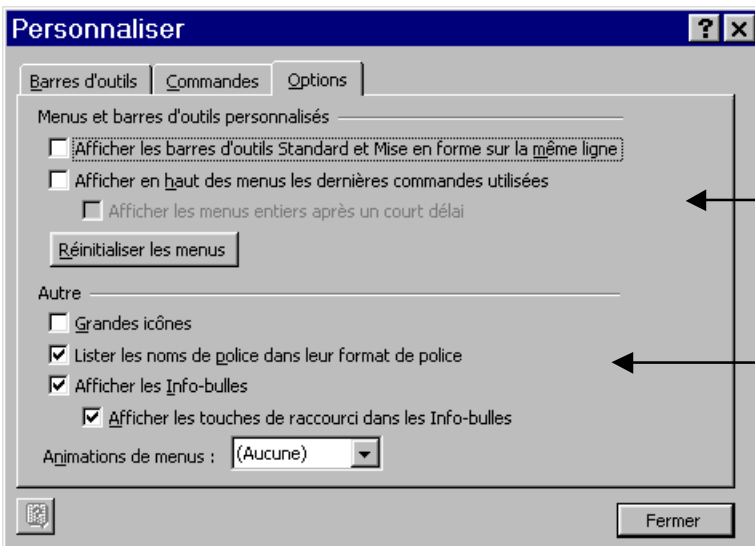 Personnaliser
Barres d'outils Commandes Options
Menus et barres d'outils personnalisés
Afficher les barres d'outils Standard et Mise en forme sur la même ligne
Afficher en haut des menus les dernières commandes utilisées
Afficher les menus entiers après un court délai
Réinitialiser les menus
Autre
Grandes icônes
Lister les noms de police dans leur format de police
Afficher les Info-bulles
Afficher les touches de raccourci dans les Info-bulles
Animations de menus : (Aucune)
Fermer